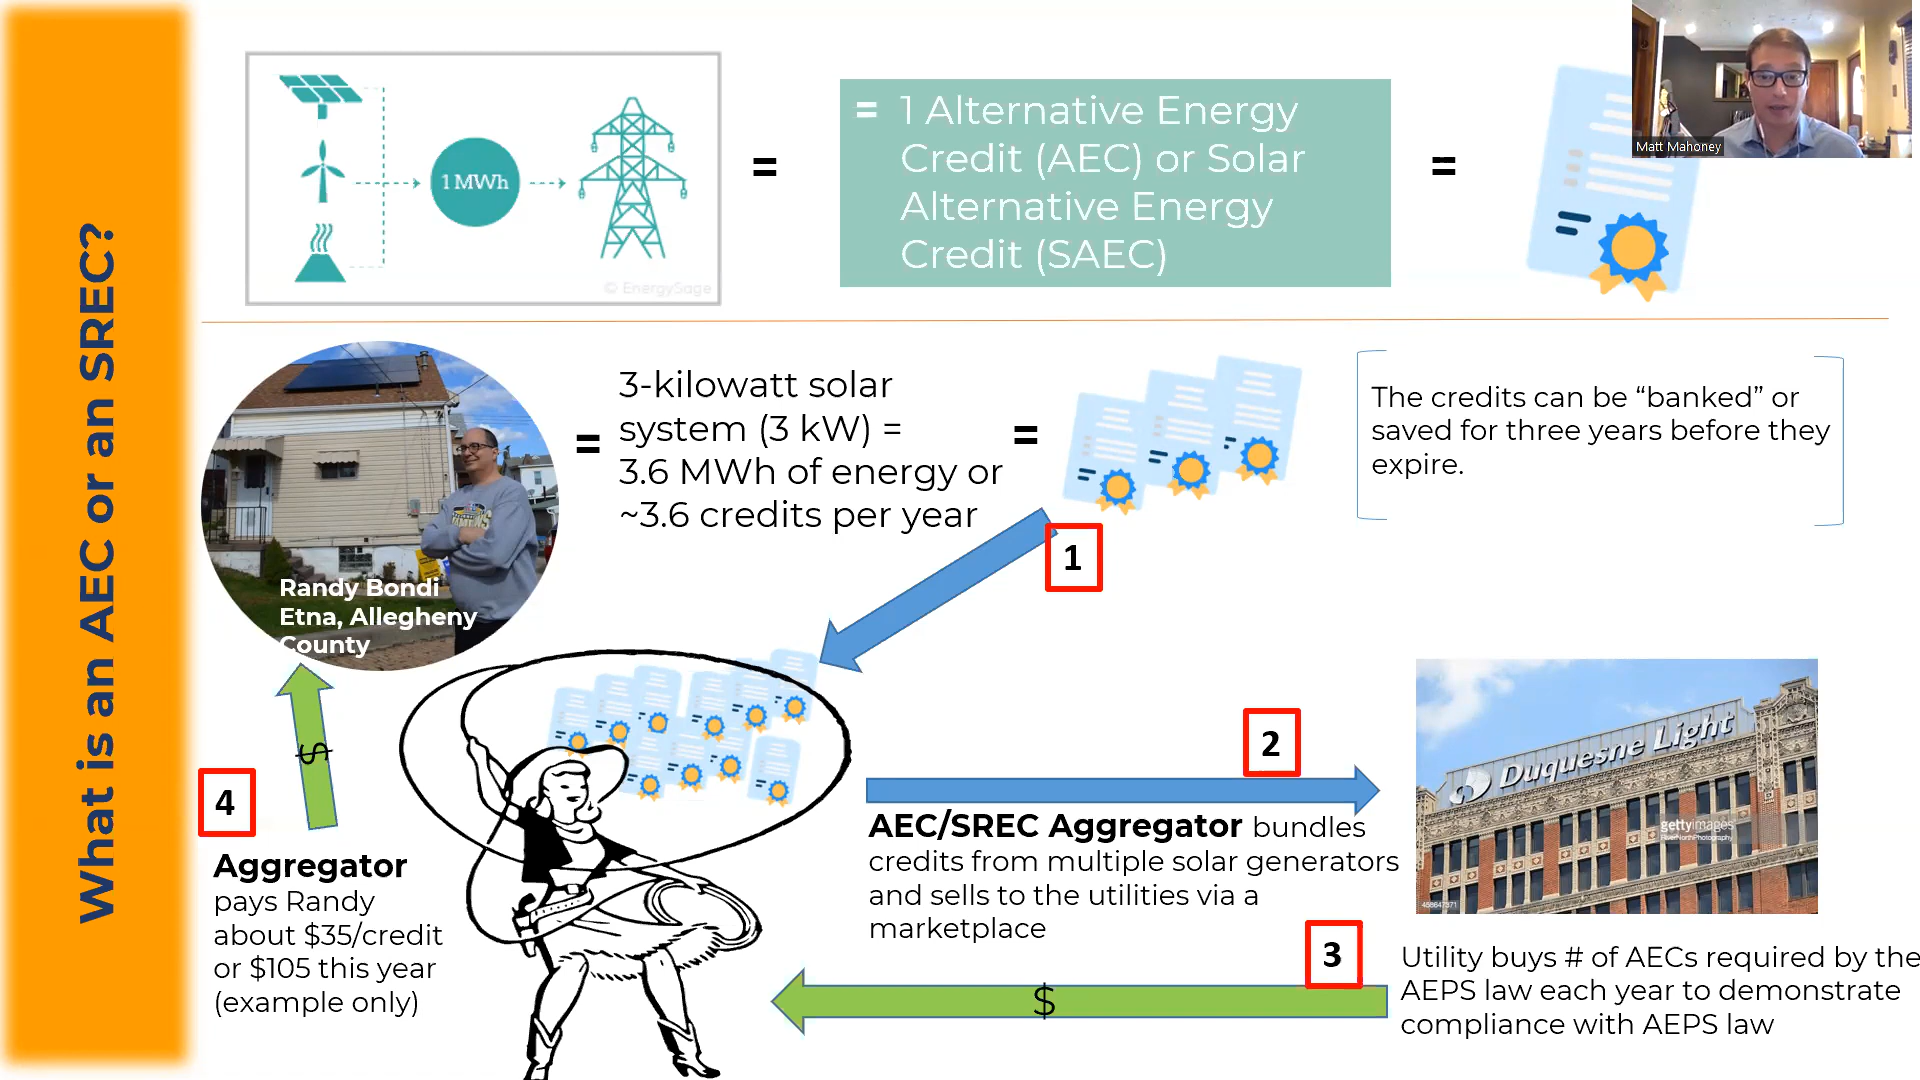 What is an AEC or an SREC?
1 MWh
© EnergySage
=
= 1 Alternative Energy
Credit (AEC) or Solar
Alternative Energy
Credit (SAEC)
=
Matt Mahoney
Randy Bondi
Etna, Allegheny
County
=
3-kilowatt solar
system (3 kW) =
3.6 MWh of energy or
~3.6 credits per year
=
The credits can be “banked” or
saved for three years before they
expire.
1
2
AEC/SREC Aggregator bundles
credits from multiple solar generators
and sells to the utilities via a
marketplace
Duquesne Light
gettyimages
RiverNorthPhotography
458647371
3
$
Utility buys # of AECs required by the
AEPS law each year to demonstrate
compliance with AEPS law
4
$
Aggregator
pays Randy
about $35/credit
or $105 this year
(example only)